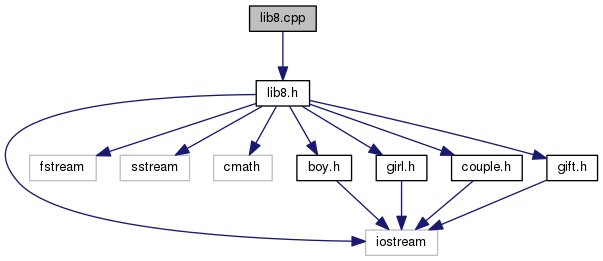 lib8.cpp
lib8.h
fstream
sstream
cmath
boy.h
girl.h
couple.h
gift.h
iostream